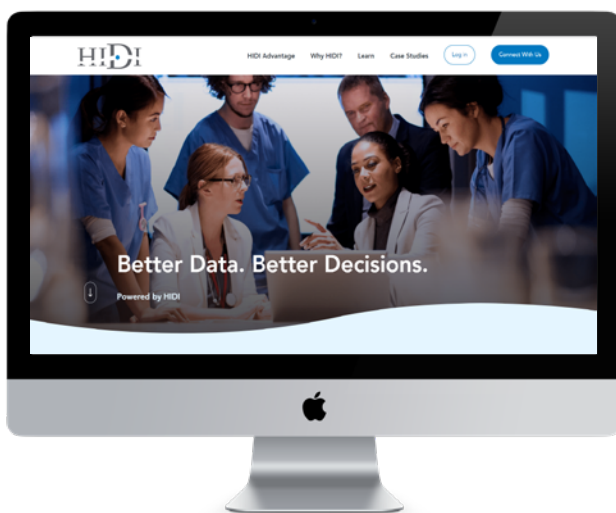 HIDI
HIDI Advantage Why HIDI? Learn Case Studies Log In Connect With Us
Better Data. Better Decisions.
Powered by HIDI